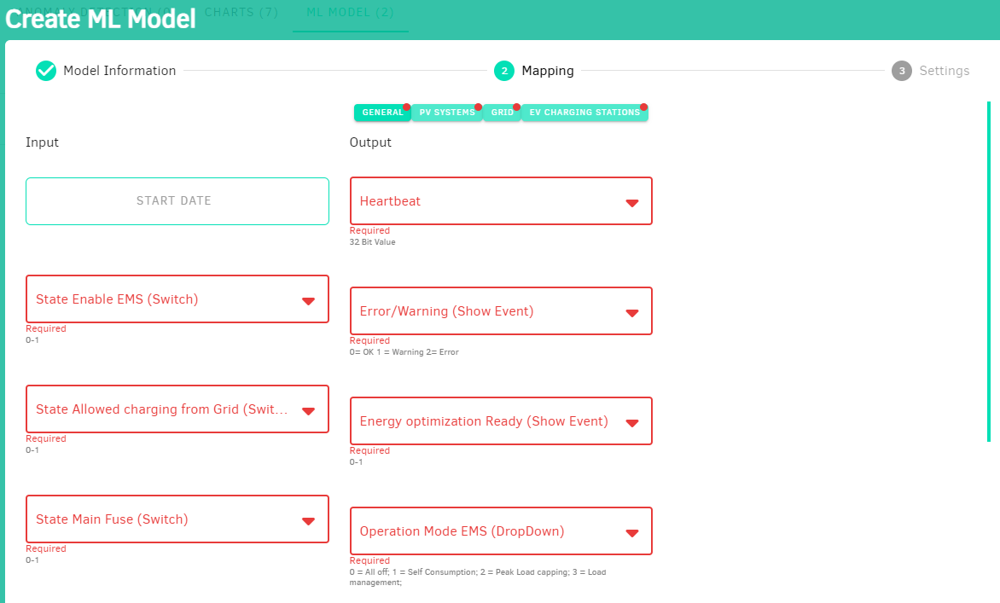 ANOMALY DETECTION (0
CHARTS (7)
ML MODEL (2)
Create ML Model
Model Information
2
Mapping
3
Settings
GENERAL
PV SYSTEMS
GRID
EV CHARGING STATIONS
Input
Output
START DATE
Heartbeat
Required
32 Bit Value
State Enable EMS (Switch)
Required
0-1
Error/Warning (Show Event)
Required
0= OK 1 = Warning 2= Error
State Allowed charging from Grid (Swit...
Required
0-1
Energy optimization Ready (Show Event)
Required
0-1
State Main Fuse (Switch)
Required
0-1
Operation Mode EMS (DropDown)
Required
0 = All off; 1 = Self Consumption; 2 = Peak Load capping; 3 = Load
management;